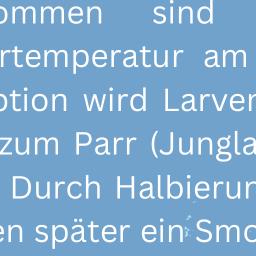 ommen sind
rtemperatur am
ption wird Larven
zum Parr (Jungla
Durch Halbierun
en später ein Smo